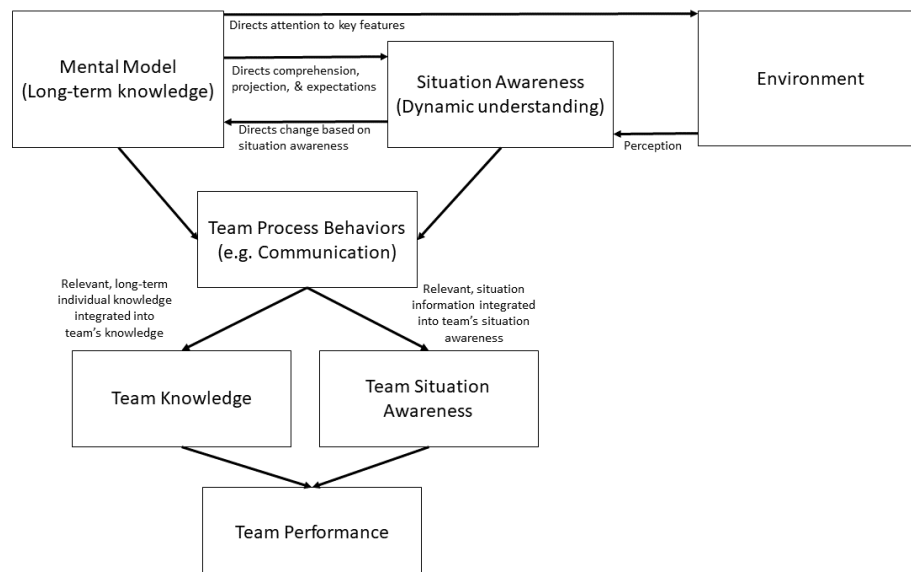 Directs attention to key features
Mental Model
(Long-term knowledge)
Directs comprehension,
projection, & expectations
Situation Awareness
(Dynamic understanding)
Environment
Directs change based on
situation awareness
Perception
Team Process Behaviors
(e.g. Communication)
Relevant, long-term
individual knowledge
integrated into
team's knowledge
Relevant, situation
information integrated
into team's situation
awareness
Team Knowledge
Team Situation
Awareness
Team Performance